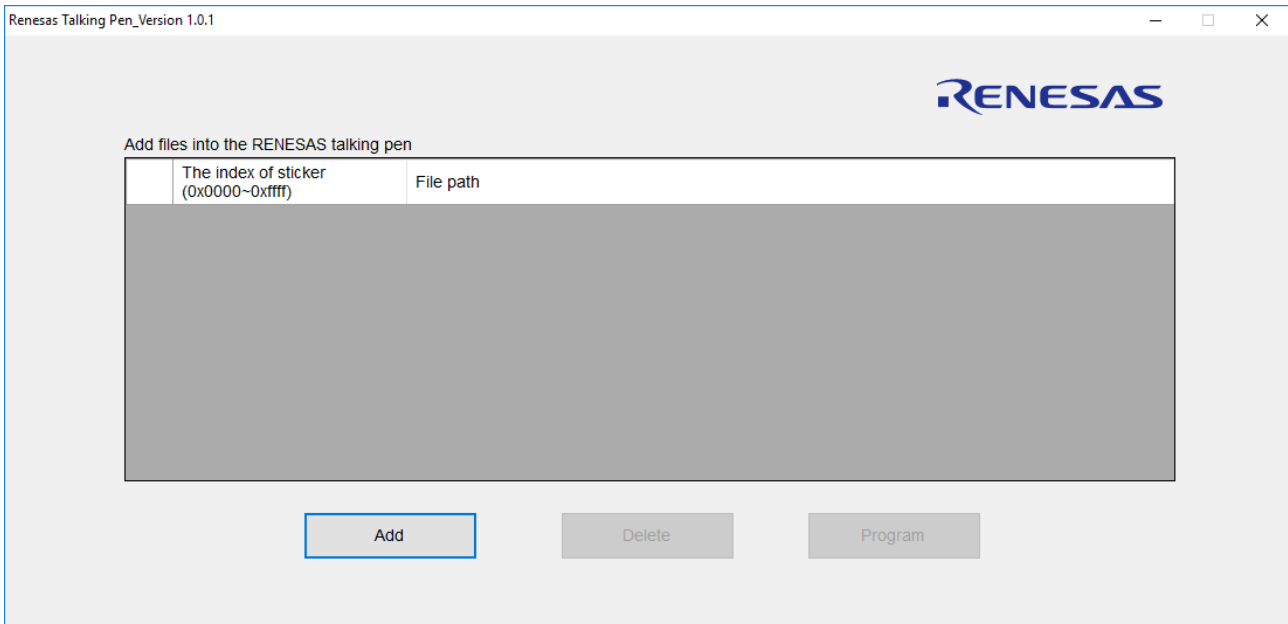 Renesas Talking Pen_Version 1.0.1
RENESAS
Add files into the RENESAS talking pen
The index of sticker
(0x0000~0xffff)
File path
Add
Delete
Program